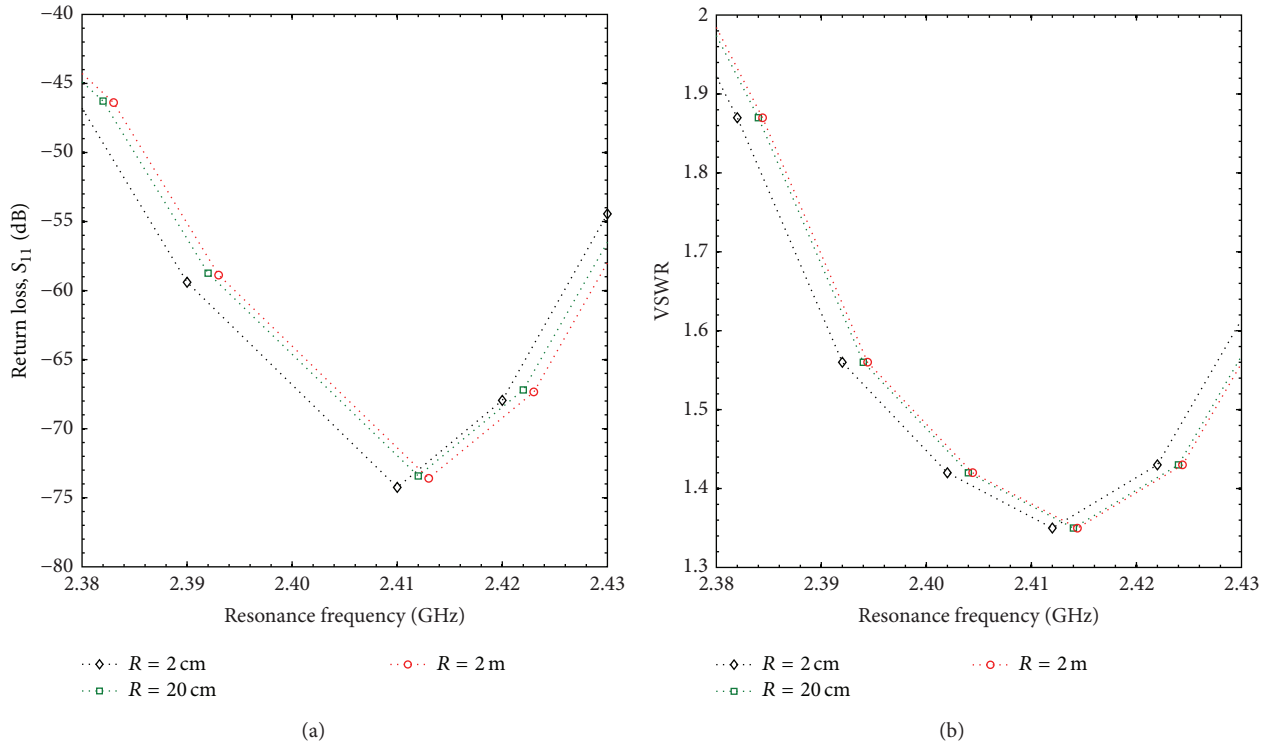 −40
−45
−50
−55
−60
−65
−70
−75
−80
Return loss, S11 (dB)
2.38 2.39 2.40 2.41 2.42 2.43
Resonance frequency (GHz)
R = 2 cm
R = 20 cm
R = 2 m
(a)
2
1.9
1.8
1.7
1.6
1.5
1.4
1.3
VSWR
2.38 2.39 2.40 2.41 2.42 2.43
Resonance frequency (GHz)
R = 2 cm
R = 20 cm
R = 2 m
(b)